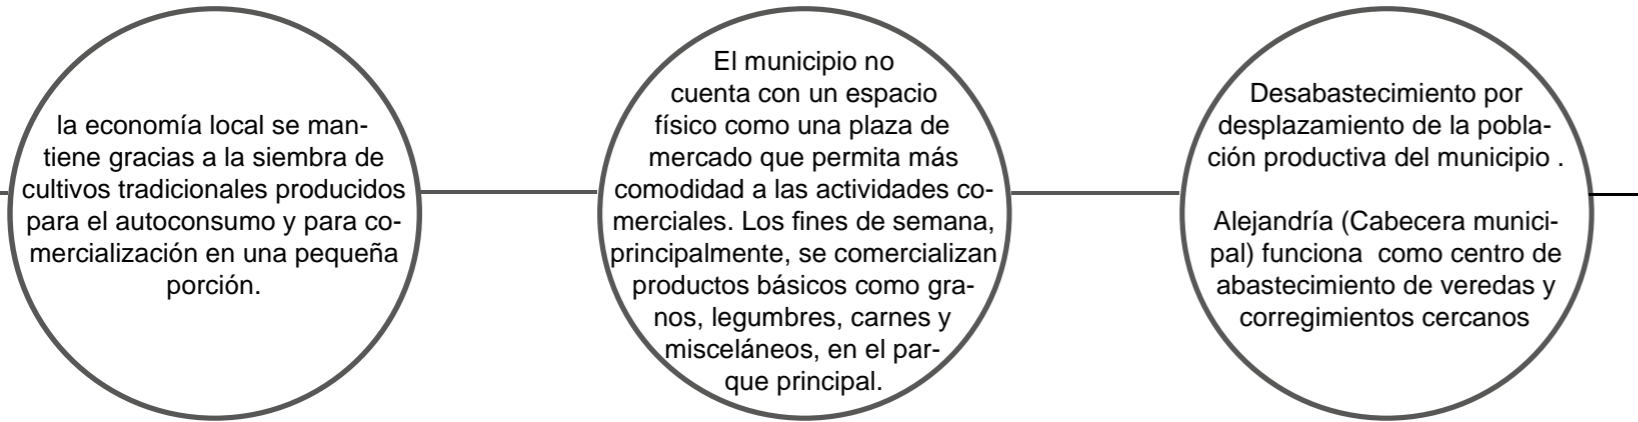 la economía local se man-
tiene gracias a la siembra de
cultivos tradicionales producidos
para el autoconsumo y para co-
mercialización en una pequeña
porción.
El municipio no
cuenta con un espacio
físico como una plaza de
mercado que permita más
comodidad a las actividades co-
merciales. Los fines de semana,
principalmente, se comercializan
productos básicos como gra-
nos, legumbres, carnes y
misceláneos, en el par-
que principal.
Desabastecimiento por
desplazamiento de la pobla-
ción productiva del municipio .
Alejandría (Cabecera munici-
pal) funciona  como centro de
abastecimiento de veredas y
corregimientos cercanos